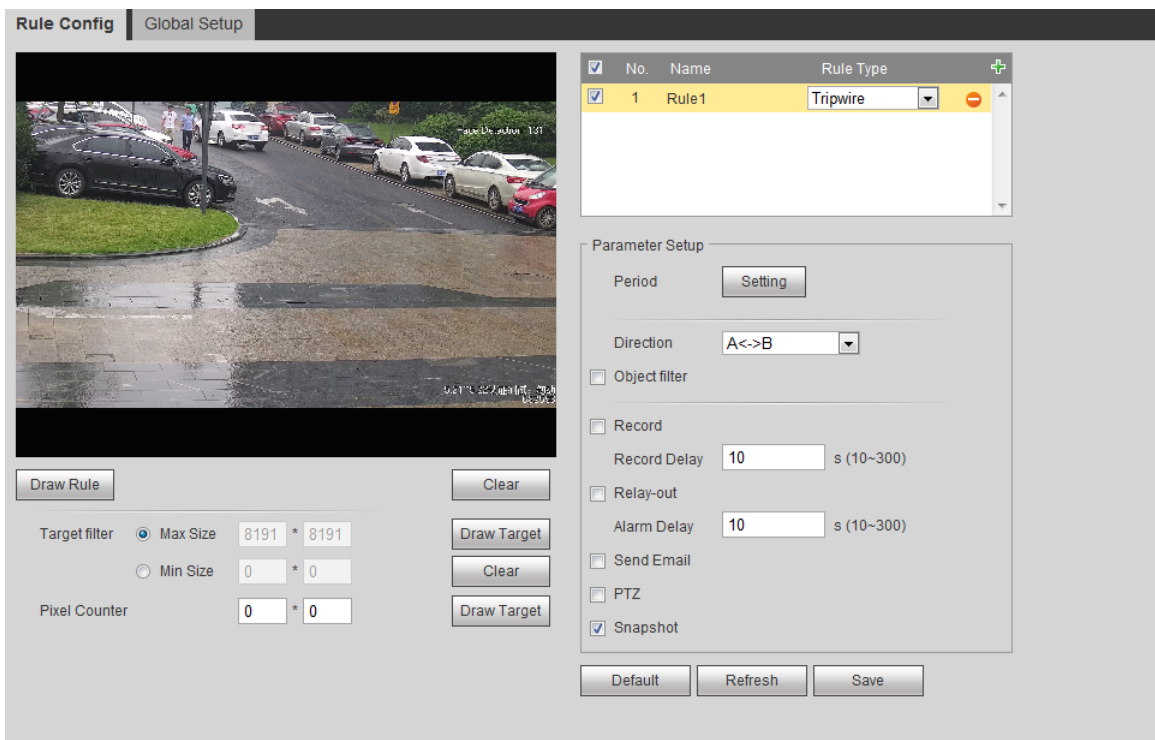 Rule Config Global Setup
No. Name Rule Type
1 Rule1 Tripwire
Parameter Setup
Period Setting
Direction A<->B
Object filter
Record
Record Delay 10 s (10~300)
Relay-out
Alarm Delay 10 s (10~300)
Send Email
PTZ
Snapshot
Default Refresh Save
Draw Rule Clear
Target filter Max Size 8191 * 8191 Draw Target
Min Size 0 * 0 Clear
Pixel Counter 0 * 0 Draw Target